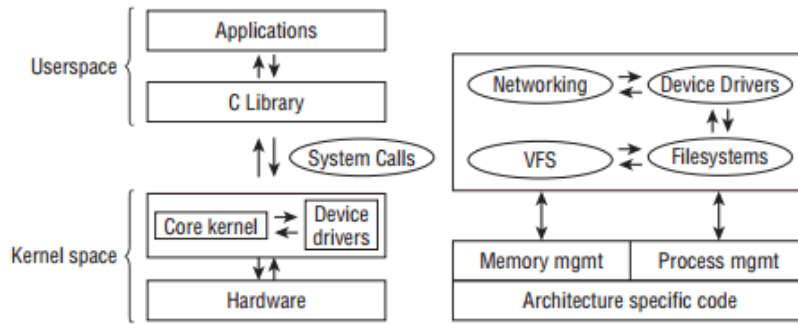 Applications
Userspace
C Library
System Calls
Kernel space
Core kernel
Device
drivers
Hardware
Networking
Device Drivers
VFS
Filesystems
Memory mgmt
Process mgmt
Architecture specific code